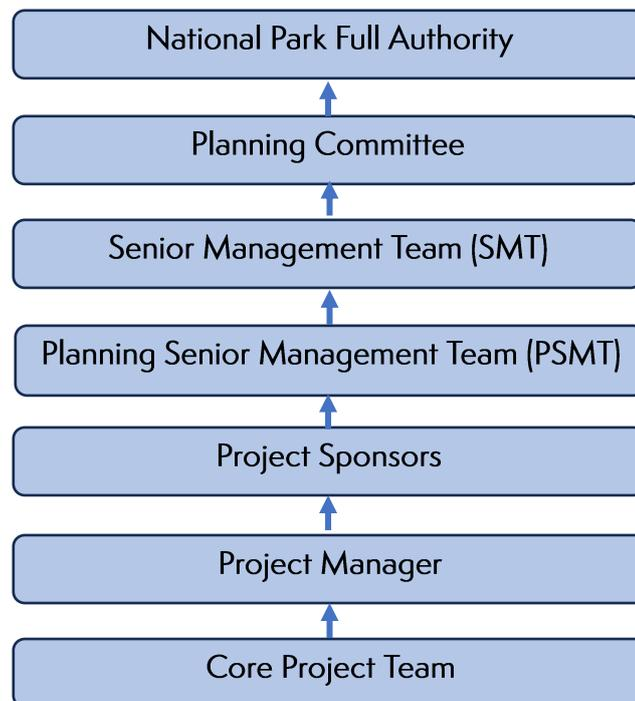 National Park Full Authority
Planning Committee
Senior Management Team (SMT)
Planning Senior Management Team (PSMT)
Project Sponsors
Project Manager
Core Project Team